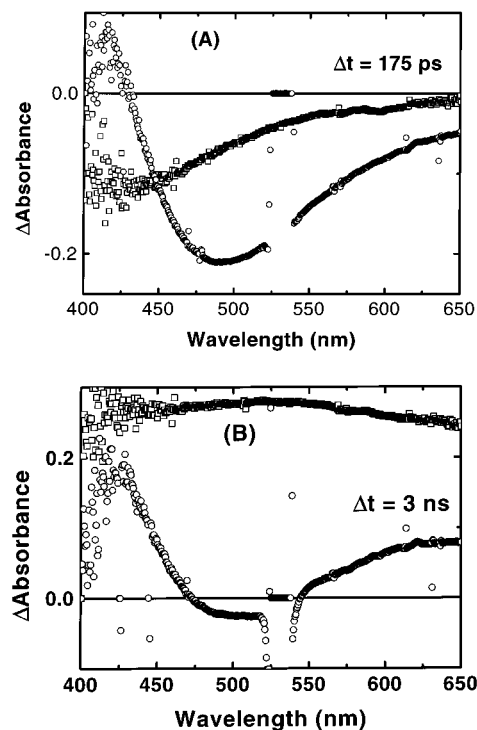 (A)
Δt = 175 ps
0.0
-0.2
ΔAbsorbance
400 450 500 550 600 650
Wavelength (nm)
(B)
Δt = 3 ns
0.2
0.0
ΔAbsorbance
400 450 500 550 600 650
Wavelength (nm)